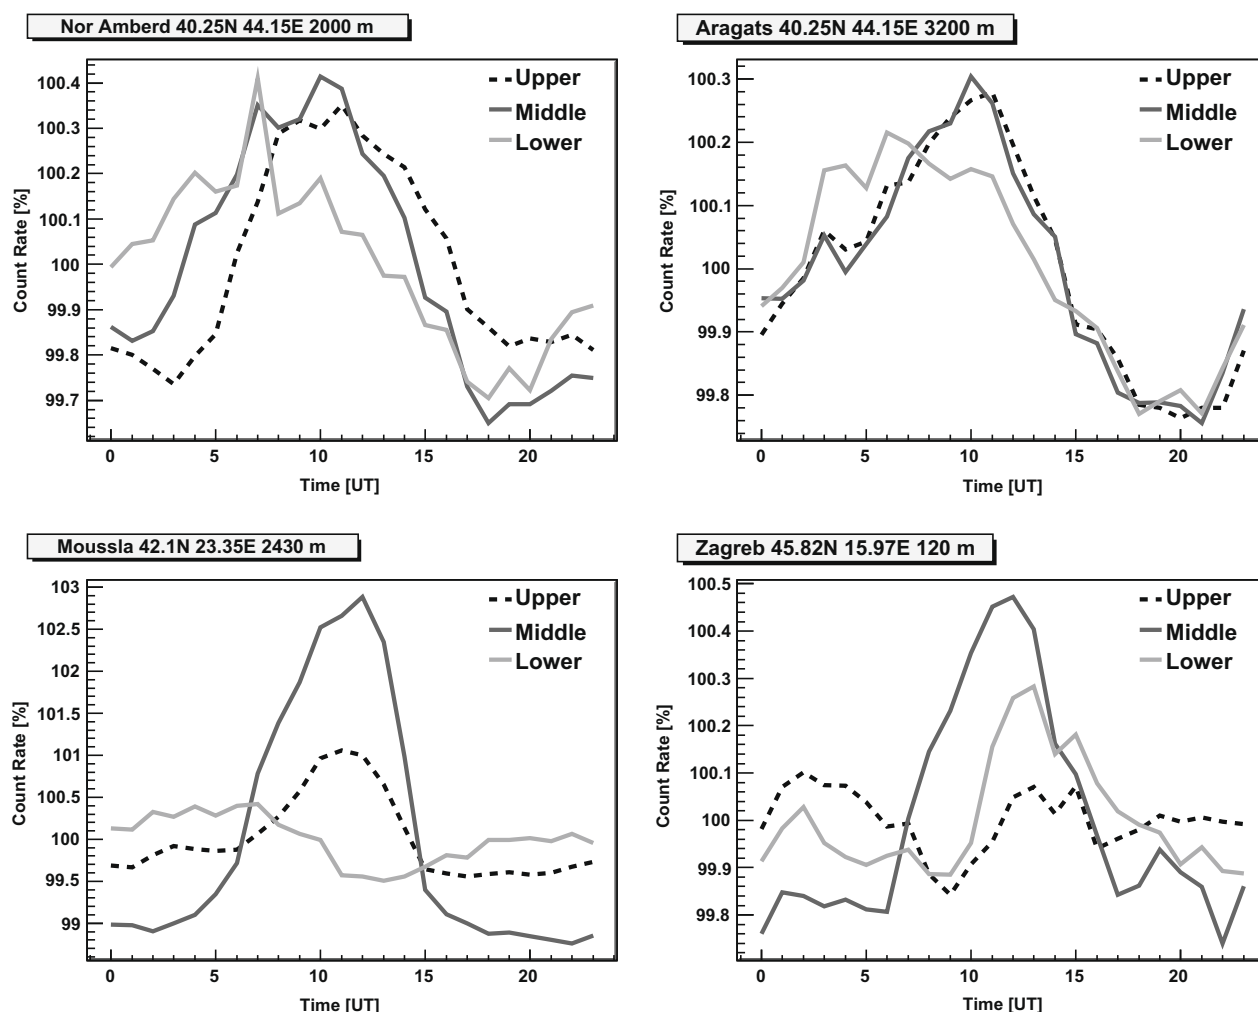 Nor Amberd 40.25N 44.15E 2000 m
Count Rate [%]
100.4
100.3
100.2
100.1
100
99.9
99.8
99.7
Upper
Middle
Lower
0 5 10 15 20
Time [UT]
Aragats 40.25N 44.15E 3200 m
Count Rate [%]
100.3
100.2
100.1
100
99.9
99.8
Upper
Middle
Lower
0 5 10 15 20
Time [UT]
Moussla 42.1N 23.35E 2430 m
Count Rate [%]
103
102.5
102
101.5
101
100.5
100
99.5
99
Upper
Middle
Lower
0 5 10 15 20
Time [UT]
Zagreb 45.82N 15.97E 120 m
Count Rate [%]
100.5
100.4
100.3
100.2
100.1
100
99.9
99.8
Upper
Middle
Lower
0 5 10 15 20
Time [UT]